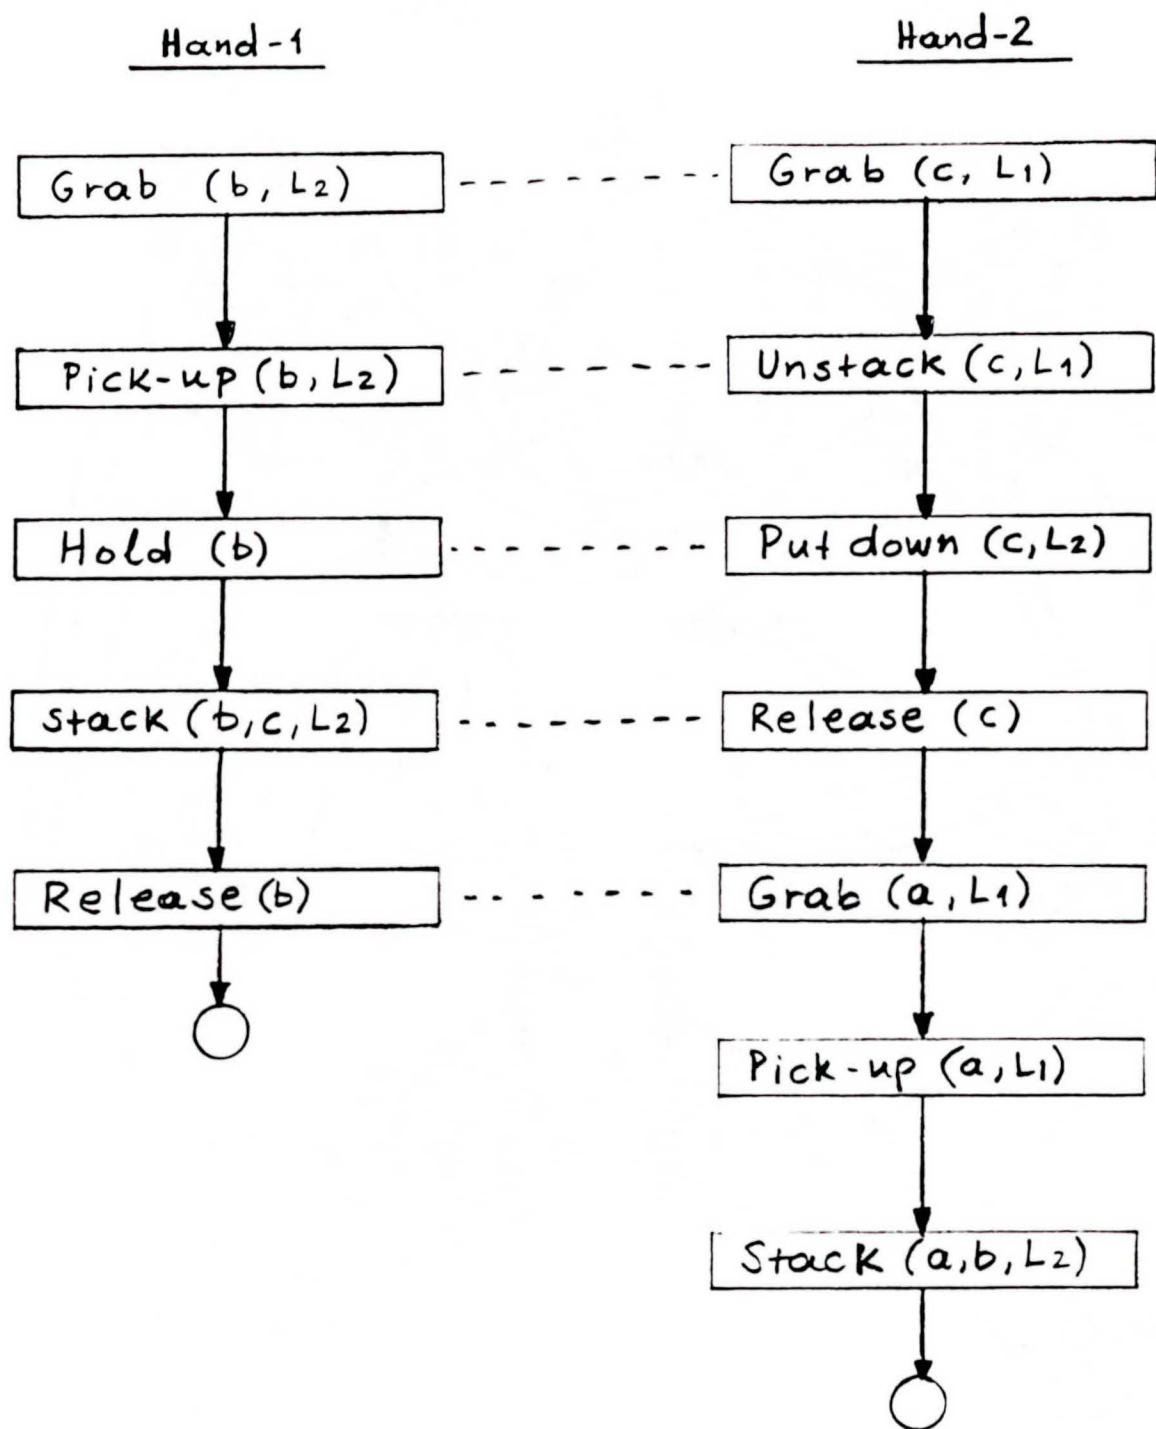 Hand-1
Hand-2
Grab (b, L2)
Grab (c, L1)
Pick-up (b, L2)
Unstack (c, L1)
Hold (b)
Put down (c, L2)
Stack (b, c, L2)
Release (c)
Release (b)
Grab (a, L1)
Pick-up (a, L1)
Stack (a, b, L2)